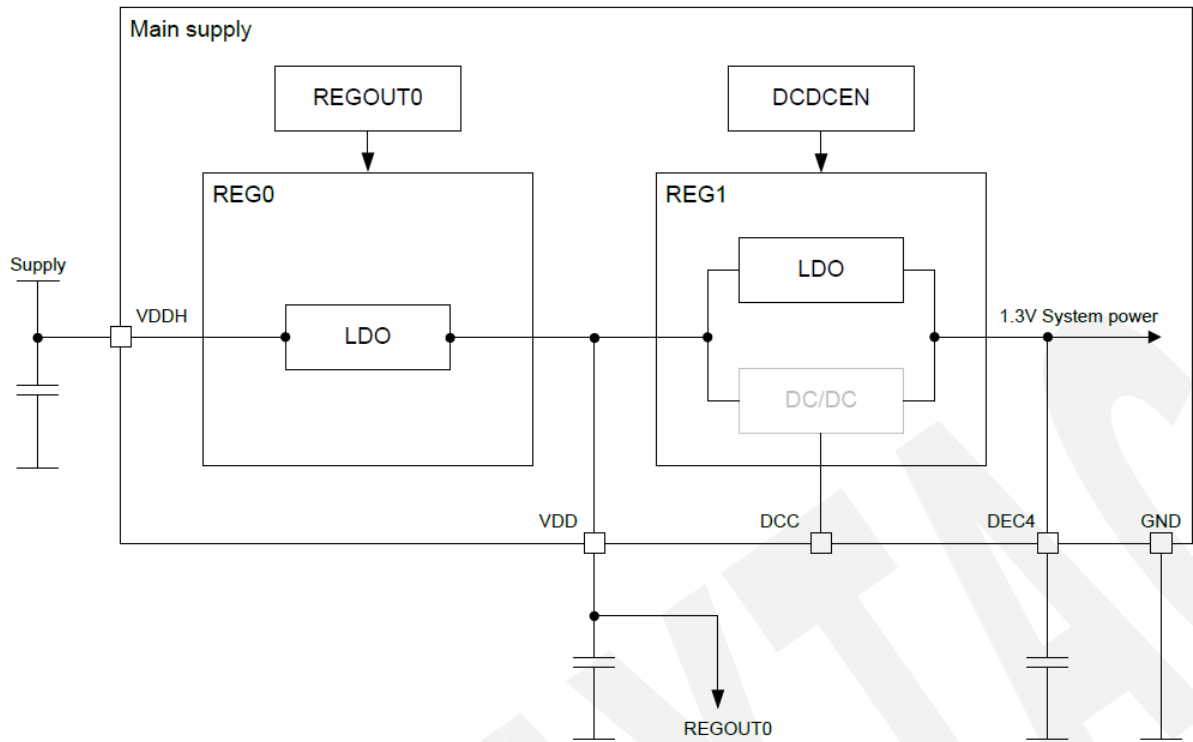 Main supply
REGOUT0
DCDCEN
REG0
REG1
Supply
LDO
VDDH
LDO
1.3V System power
DC/DC
VDD
DCC
DEC4
GND
REGOUT0